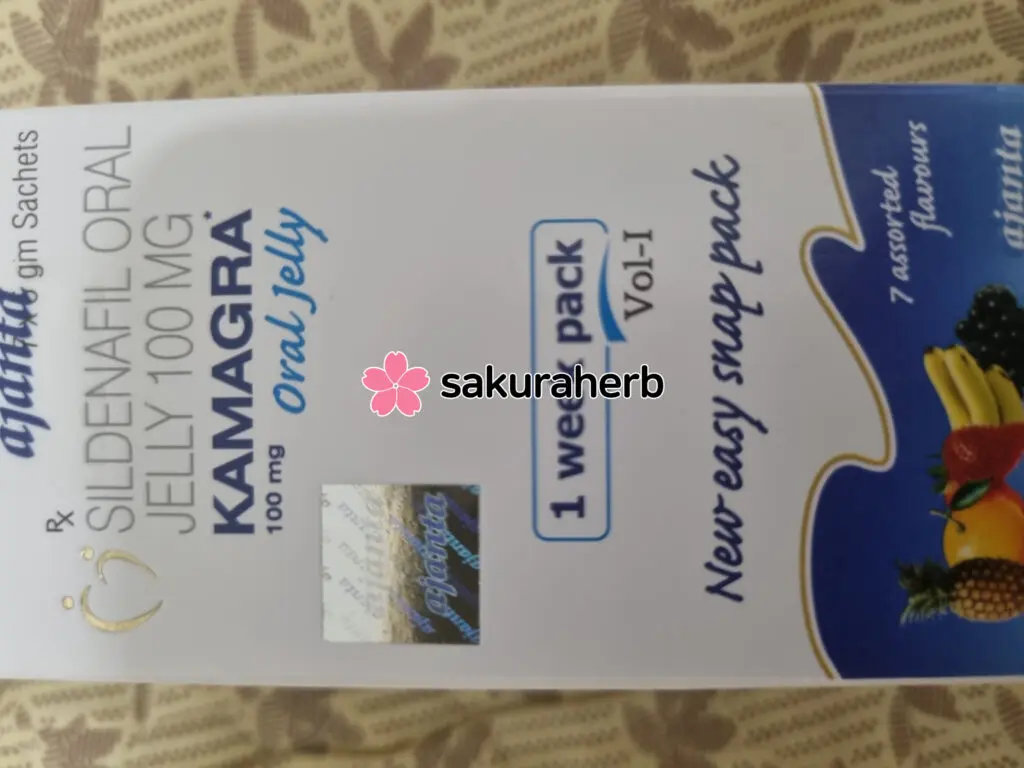 ajanta
gm Sachets
Rx
SILDENAFIL ORAL
JELLY 100 MG
KAMAGRA*
100 mg Oral Jelly
ajanta
ajanta
sakuraherb
1 week pack
Vol-I
New easy snap pack
7 assorted
flavours
ajanta